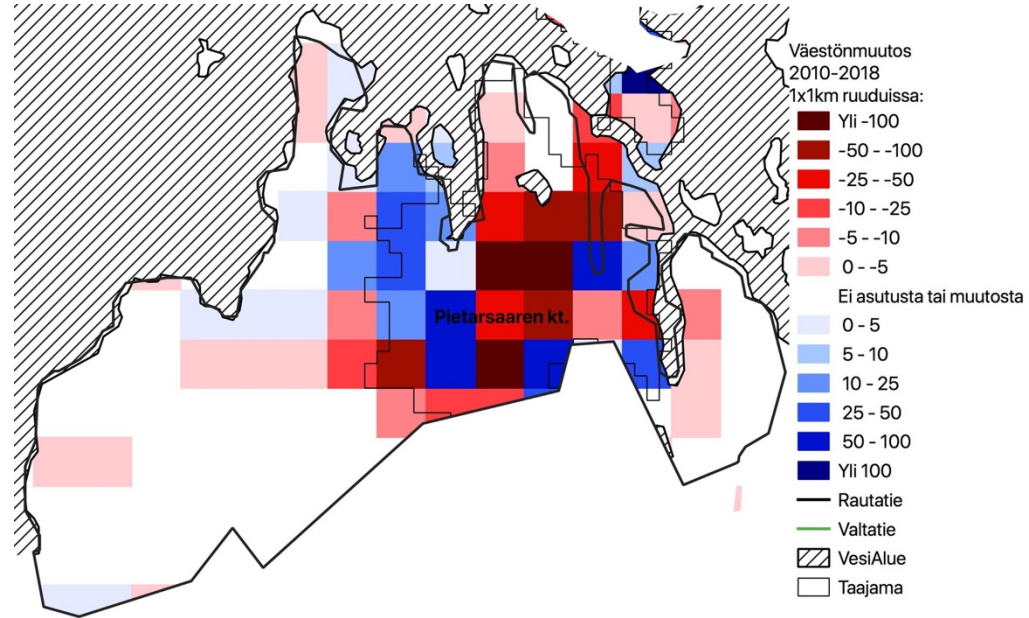 Väestönmuutos
2010-2018
1x1km ruuduissa:
Yli -100
-50 - -100
-25 - -50
-10 - -25
-5 - -10
0 - -5
Ei asutusta tai muutosta
0 - 5
5 - 10
10 - 25
25 - 50
50 - 100
Yli 100
Rautatie
Valtatie
VesiAlue
Taajama
Pietarsaaren kt.